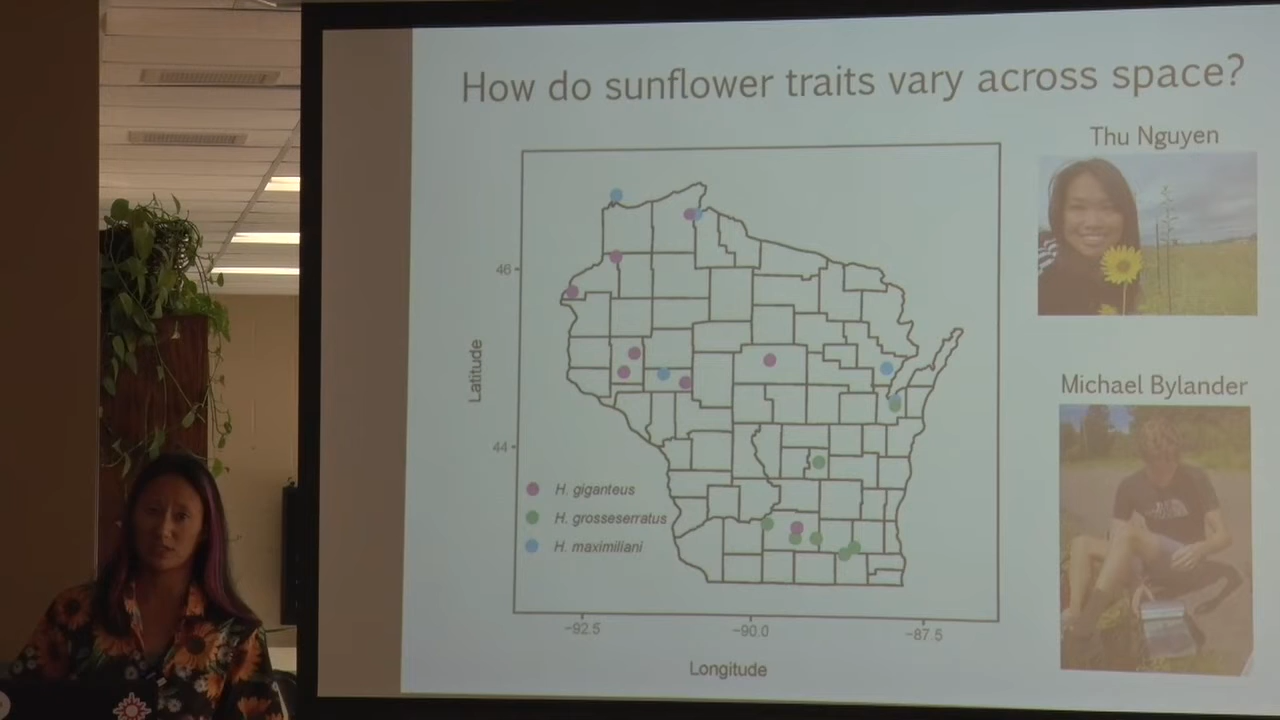 How do sunflower traits vary across space?
Thu Nguyen
46
Latitude
44
Michael Bylander
H. giganteus
H. grosseserratus
H. maximiliani
−92.5
−90.0
−87.5
Longitude